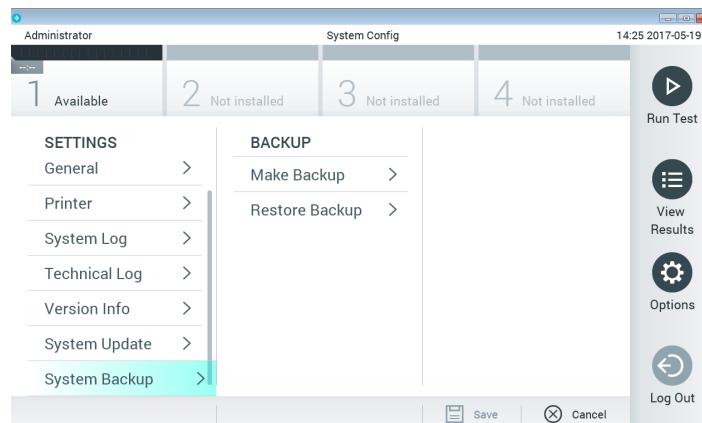 Administrator System Config 14:25 2017-05-19
--:--
1 Available 2 Not installed 3 Not installed 4 Not installed
Run Test
SETTINGS BACKUP
General Make Backup
Printer Restore Backup
View
Results
System Log
Technical Log
Version Info
Options
System Update
System Backup
Log Out
Save Cancel